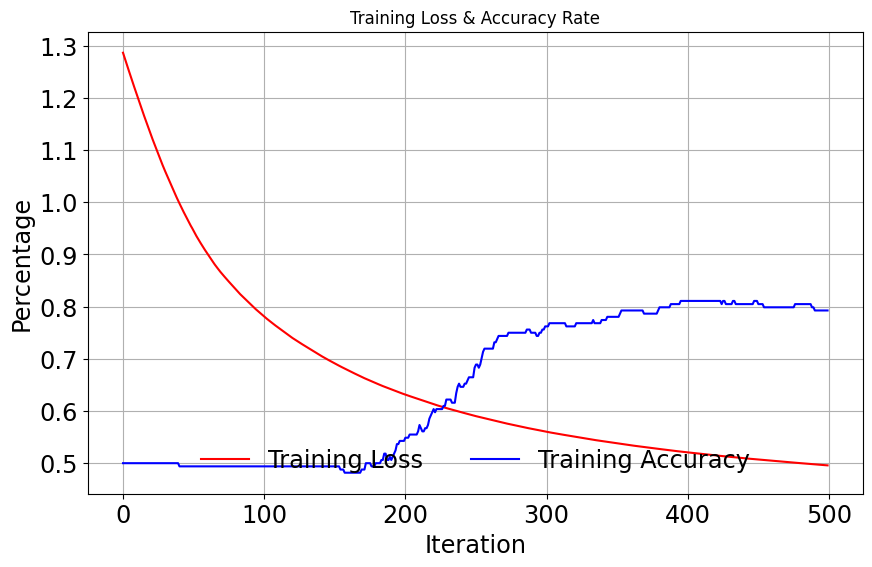 Training Loss & Accuracy Rate
Percentage
1.3
1.2
1.1
1.0
0.9
0.8
0.7
0.6
0.5
Training Loss
Training Accuracy
0 100 200 300 400 500
Iteration